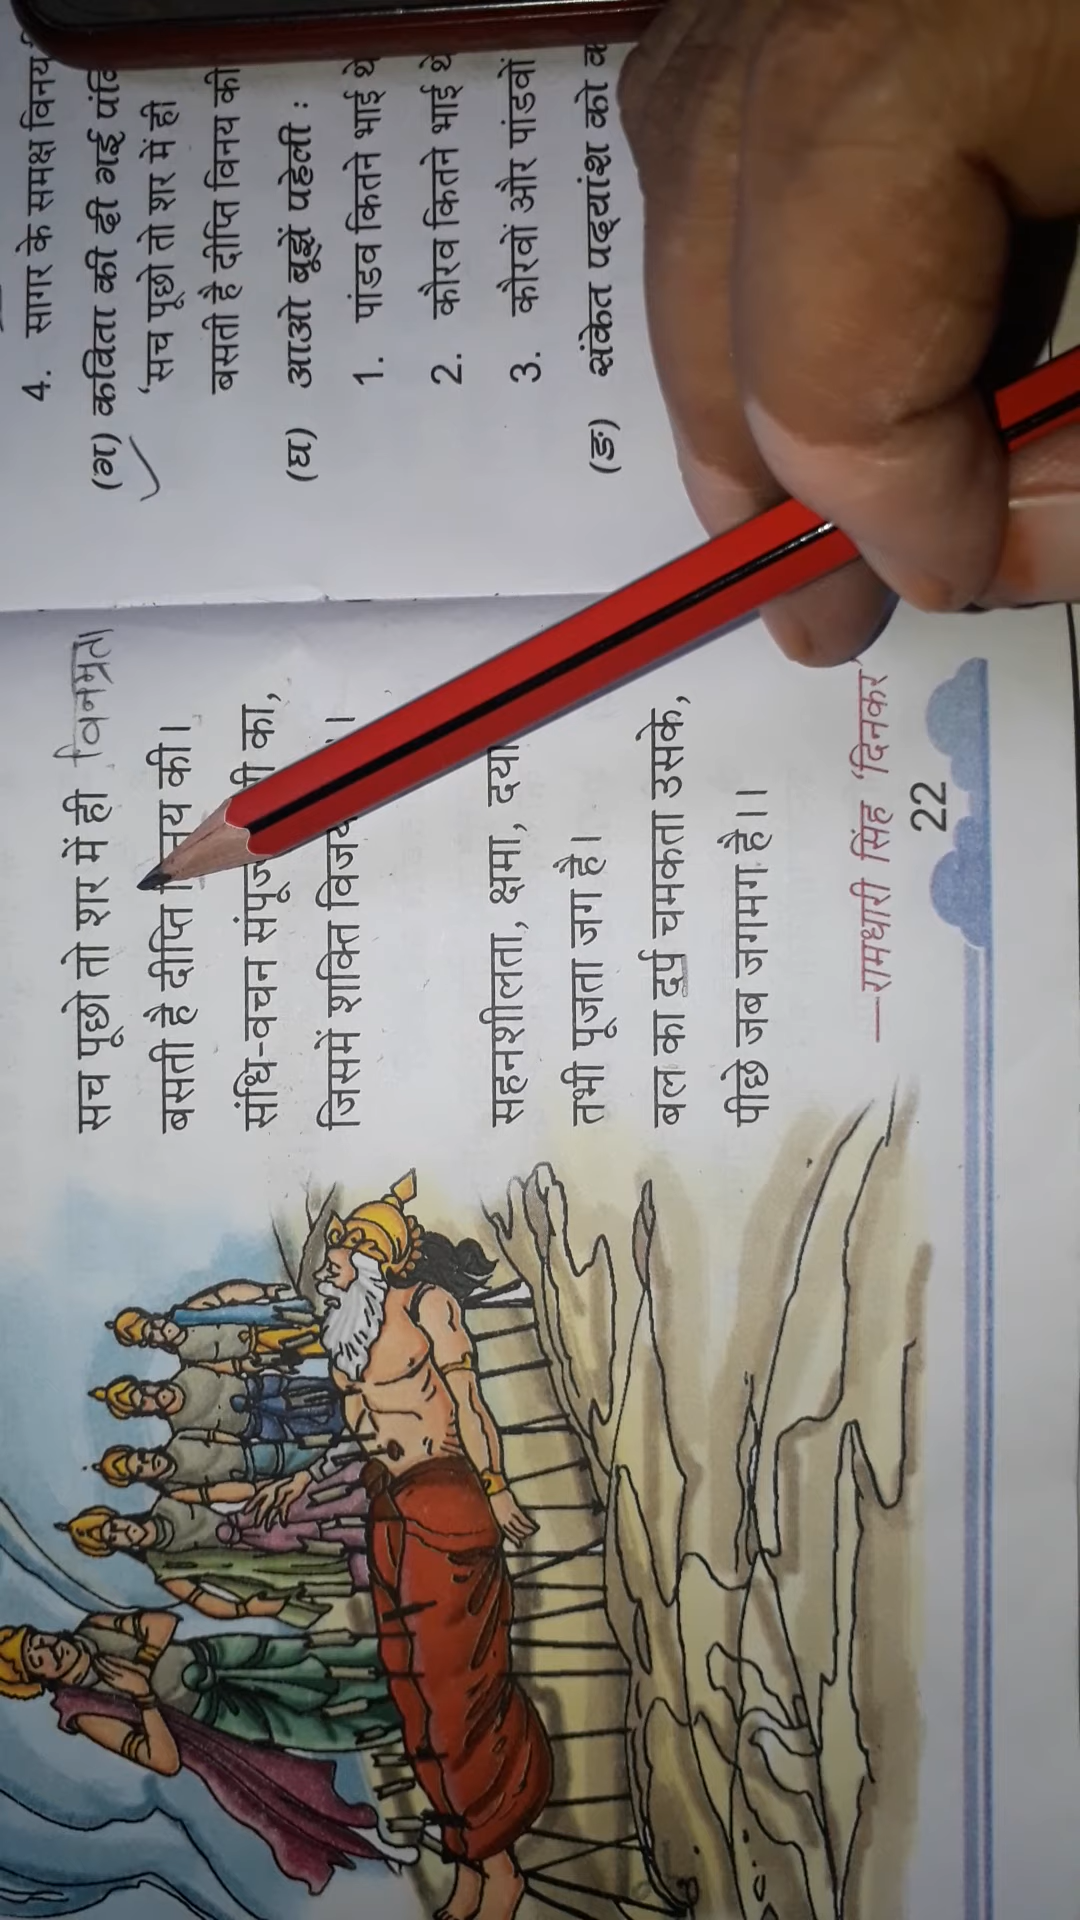 सच पूछो तो शर में ही विनम्रता
बसती है दीप्ति विनय की।
संधि-वचन संपूज
जिसमें शक्ति विजय
सहनशीलता, क्षमा, दया
तभी पूजता जग है।
बल का दर्प चमकता उसके,
पीछे जब जगमग है।।
—रामधारी सिंह 'दिनकर'
22
4. सागर के समक्ष विनय
(ग) कविता की दी गई पंक्ति
'सच पूछो तो शर में ही
बसती है दीप्ति विनय की
(घ) आओ बूझें पहेली :
1. पांडव कितने भाई थे
2. कौरव कितने भाई थे
3. कौरवों और पांडवों
(ङ) संकेत पद्यांश को